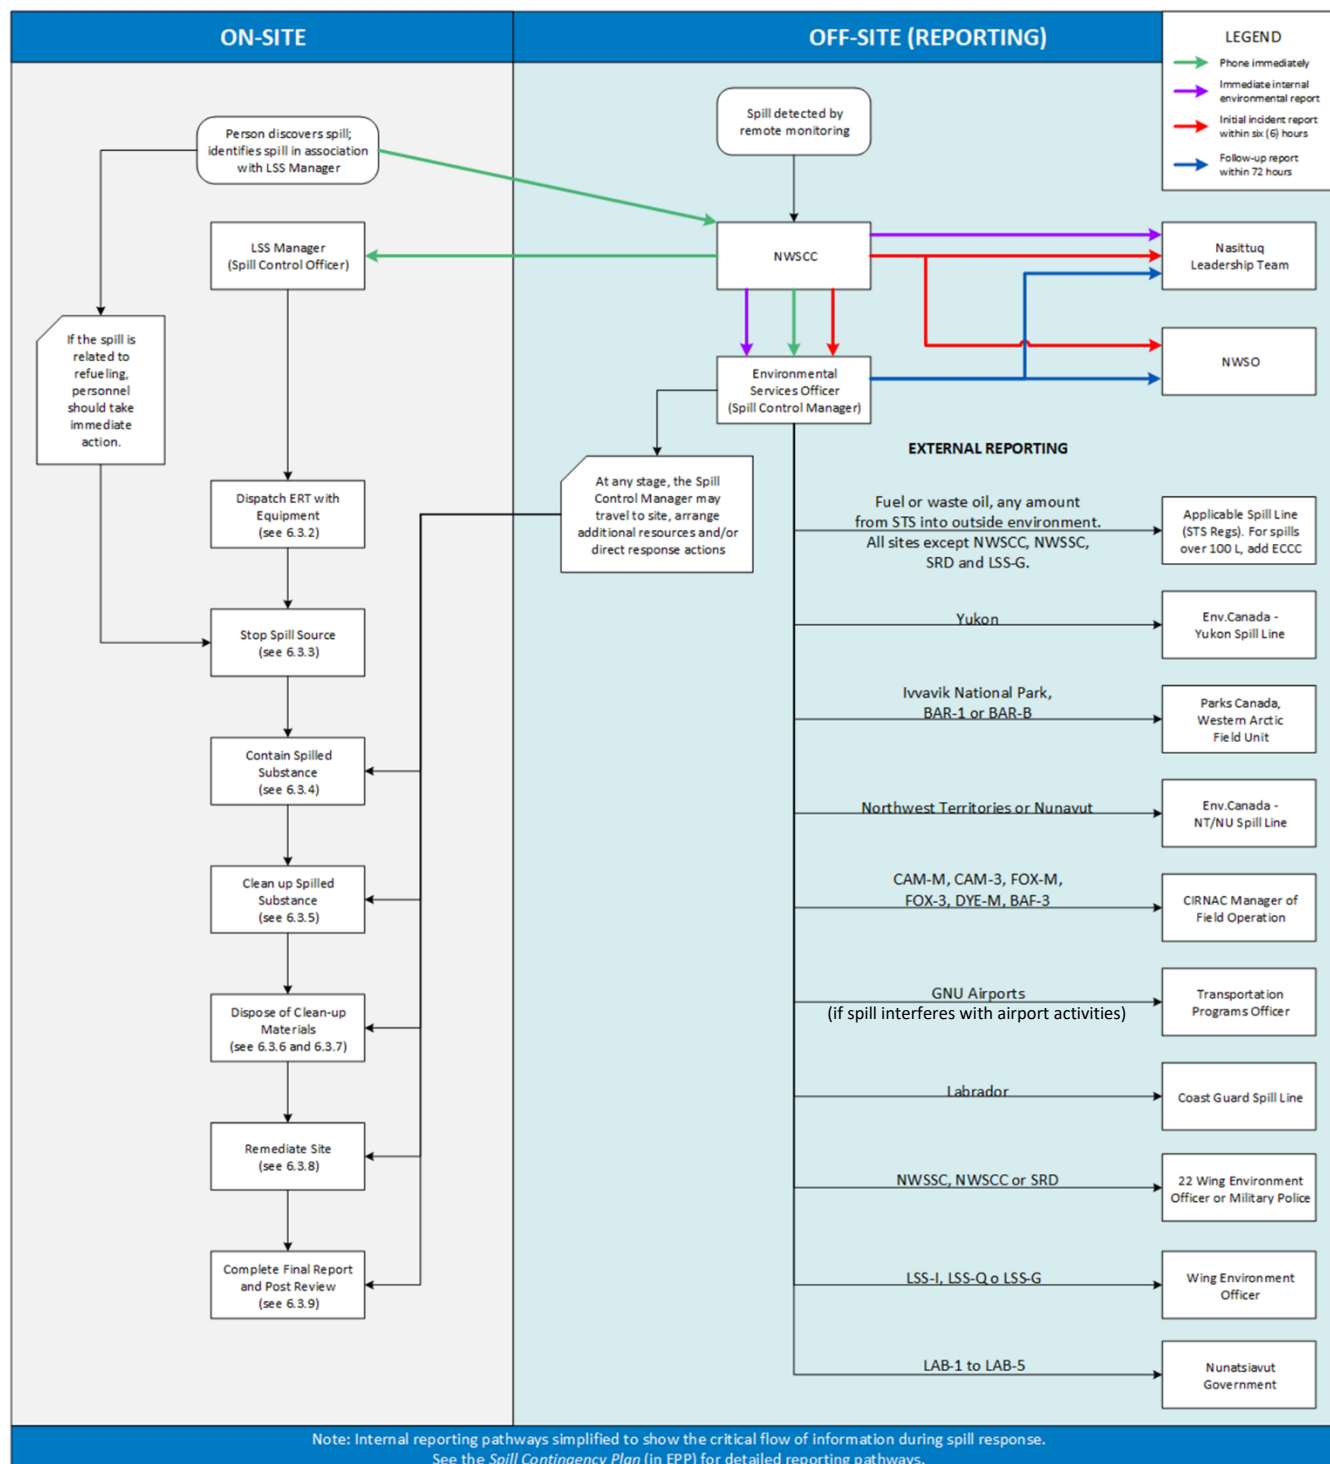 ON-SITE
OFF-SITE (REPORTING)
LEGEND
Phone immediately
Immediate internal
environmental report
Initial incident report
within six (6) hours
Follow-up report
within 72 hours
Person discovers spill;
identifies spill in association
with LSS Manager
Spill detected by
remote monitoring
LSS Manager
(Spill Control Officer)
NWSCC
Nasittuq
Leadership Team
If the spill is
related to
refueling,
personnel
should take
immediate
action.
NWSO
Environmental
Services Officer
(Spill Control Manager)
EXTERNAL REPORTING
At any stage, the Spill
Control Manager may
travel to site, arrange
additional resources and/or
direct response actions
Dispatch ERT with
Equipment
(see 6.3.2)
Fuel or waste oil, any amount
from STS into outside environment.
All sites except NWSCC, NWSSC,
SRD and LSS-G.
Applicable Spill Line
(STS Regs). For spills
over 100 L, add ECCC
Stop Spill Source
(see 6.3.3)
Yukon
Env.Canada -
Yukon Spill Line
Ivvavik National Park,
BAR-1 or BAR-B
Parks Canada,
Western Arctic
Field Unit
Contain Spilled
Substance
(see 6.3.4)
Northwest Territories or Nunavut
Env.Canada -
NT/NU Spill Line
Clean up Spilled
Substance
(see 6.3.5)
CAM-M, CAM-3, FOX-M,
FOX-3, DYE-M, BAF-3
CIRNAC Manager of
Field Operation
Dispose of Clean-up
Materials
(see 6.3.6 and 6.3.7)
GNU Airports
(if spill interferes with airport activities)
Transportation
Programs Officer
Labrador
Coast Guard Spill Line
Remediate Site
(see 6.3.8)
NWSSC, NWSCC or SRD
22 Wing Environment
Officer or Military Police
Complete Final Report
and Post Review
(see 6.3.9)
LSS-I, LSS-Q o LSS-G
Wing Environment
Officer
LAB-1 to LAB-5
Nunatsiavut
Government
Note: Internal reporting pathways simplified to show the critical flow of information during spill response.
See the Spill Contingency Plan (in EPP) for detailed reporting pathways.